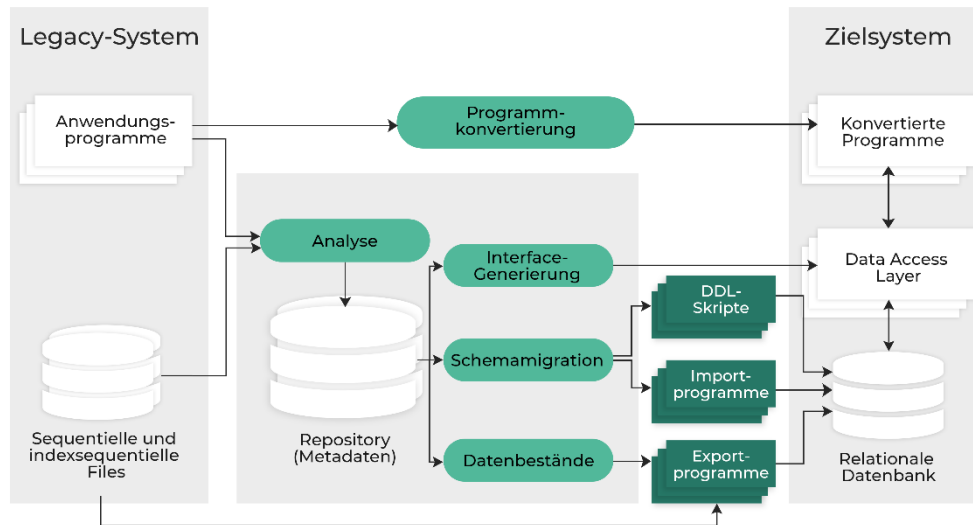 Legacy-System
Zielsystem
Anwendungs-
programme
Programm-
konvertierung
Konvertierte
Programme
Analyse
Interface-
Generierung
Data Access
Layer
DDL-
Skripte
Schemamigration
Import-
programme
Sequentielle und
indexsequentielle
Files
Repository
(Metadaten)
Datenbestände
Export-
programme
Relationale
Datenbank